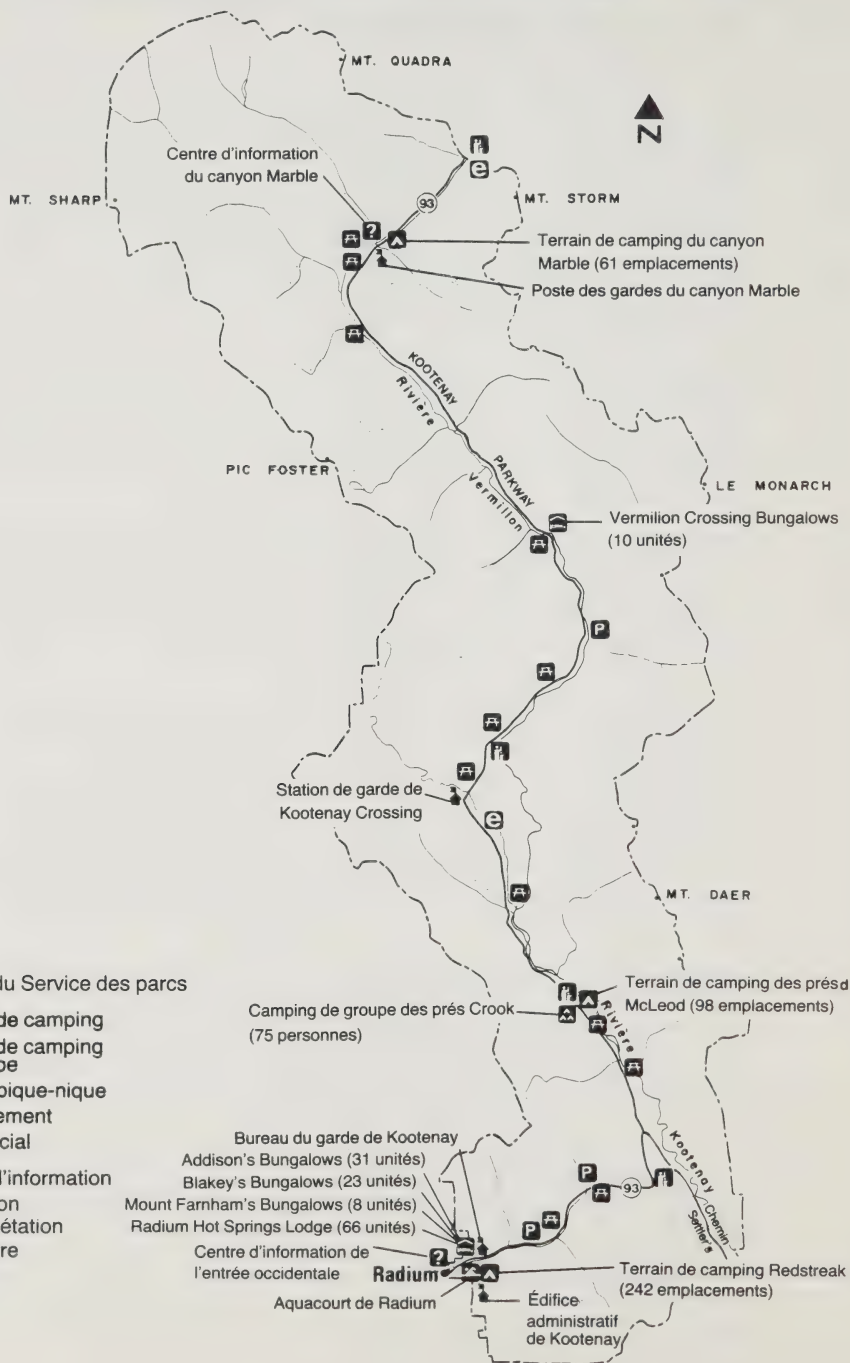 MT. QUADRA
N
Centre d'information
du canyon Marble
MT. SHARP
93
e
MT. STORM
?
Terrain de camping du canyon
Marble (61 emplacements)
Poste des gardes du canyon Marble
KOOTENAY
Rivière
PIC FOSTER
PARKWAY
LE MONARCH
Vermillon
Vermilion Crossing Bungalows
(10 unités)
P
Station de garde de
Kootenay Crossing
e
MT. DAER
du Service des parcs
de camping
de camping
pe
pique-nique
ement
cial
d'information
on
étation
re
Terrain de camping des présd
McLeod (98 emplacements)
Camping de groupe des prés Crook
(75 personnes)
Rivière
Kootenay
Chemin
Settler's
Bureau du garde de Kootenay
Addison's Bungalows (31 unités)
Blakey's Bungalows (23 unités)
Mount Farnham's Bungalows (8 unités)
Radium Hot Springs Lodge (66 unités)
P
93
P
?
Centre d'information de
l'entrée occidentale
Radium
Aquacourt de Radium
Terrain de camping Redstreak
(242 emplacements)
Édifice
administratif
de Kootenay